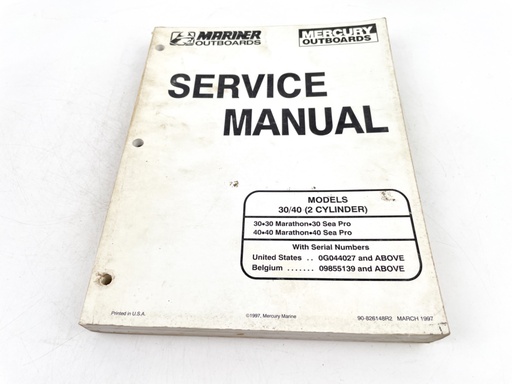 MARINER
OUTBOARDS
MERCURY
OUTBOARDS
SERVICE
MANUAL
MODELS
30/40 (2 CYLINDER)
30•30 Marathon•30 Sea Pro
40•40 Marathon•40 Sea Pro
With Serial Numbers
United States .. 0G044027 and ABOVE
Belgium ....... 09855139 and ABOVE
Printed in U.S.A.
©1997, Mercury Marine
90-826148R2 MARCH 1997